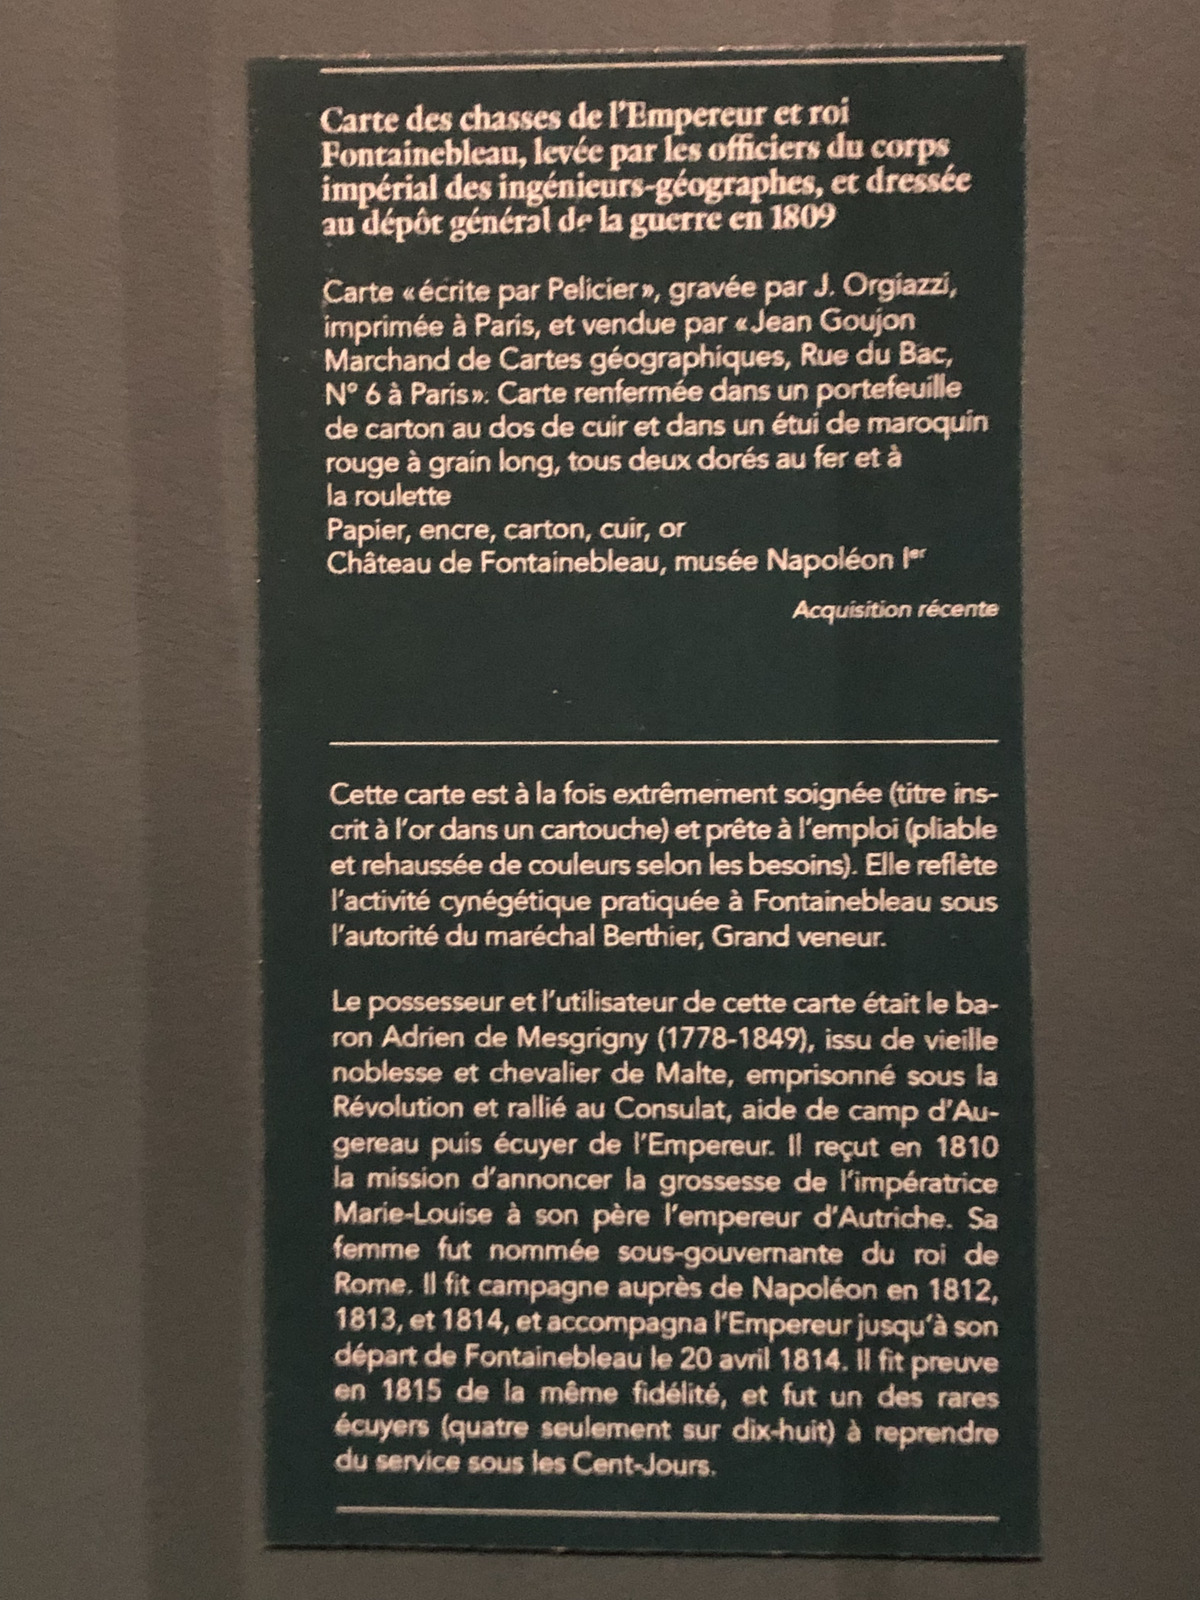 Carte des chasses de l'Empereur et roi
Fontainebleau, levée par les officiers du corps
impérial des ingénieurs-géographes, et dressée
au dépôt général de la guerre en 1809
Carte « écrite par Pelicier », gravée par J. Orgiazzi,
imprimée à Paris, et vendue par « Jean Goujon
Marchand de Cartes géographiques, Rue du Bac,
N° 6 à Paris ». Carte renfermée dans un portefeuille
de carton au dos de cuir et dans un étui de maroquin
rouge à grain long, tous deux dorés au fer et à
la roulette
Papier, encre, carton, cuir, or
Château de Fontainebleau, musée Napoléon Ier
Acquisition récente
Cette carte est à la fois extrêmement soignée (titre ins-
crit à l'or dans un cartouche) et prête à l'emploi (pliable
et rehaussée de couleurs selon les besoins). Elle reflète
l'activité cynégétique pratiquée à Fontainebleau sous
l'autorité du maréchal Berthier, Grand veneur.
Le possesseur et l'utilisateur de cette carte était le ba-
ron Adrien de Mesgrigny (1778-1849), issu de vieille
noblesse et chevalier de Malte, emprisonné sous la
Révolution et rallié au Consulat, aide de camp d'Au-
gereau puis écuyer de l'Empereur. Il reçut en 1810
la mission d'annoncer la grossesse de l'impératrice
Marie-Louise à son père l'empereur d'Autriche. Sa
femme fut nommée sous-gouvernante du roi de
Rome. Il fit campagne auprès de Napoléon en 1812,
1813, et 1814, et accompagna l'Empereur jusqu'à son
départ de Fontainebleau le 20 avril 1814. Il fit preuve
en 1815 de la même fidélité, et fut un des rares
écuyers (quatre seulement sur dix-huit) à reprendre
du service sous les Cent-Jours.